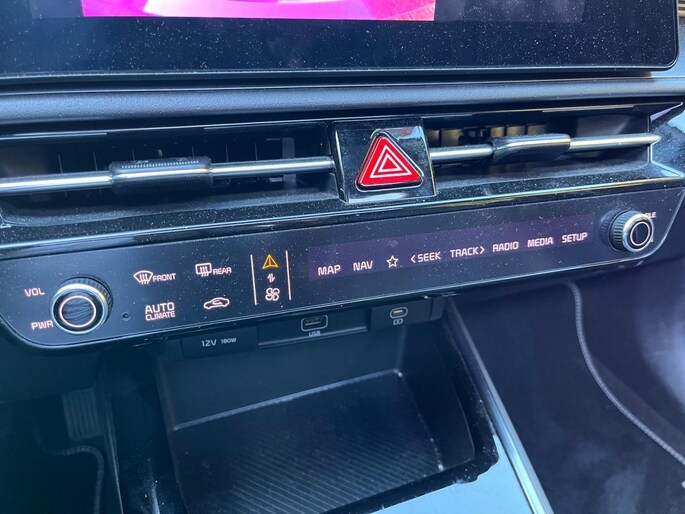 VOL
PWR
FRONT
REAR
AUTO
CLIMATE
MAP NAV ☆ <SEEK TRACK> RADIO MEDIA SETUP
12V 180W
USB